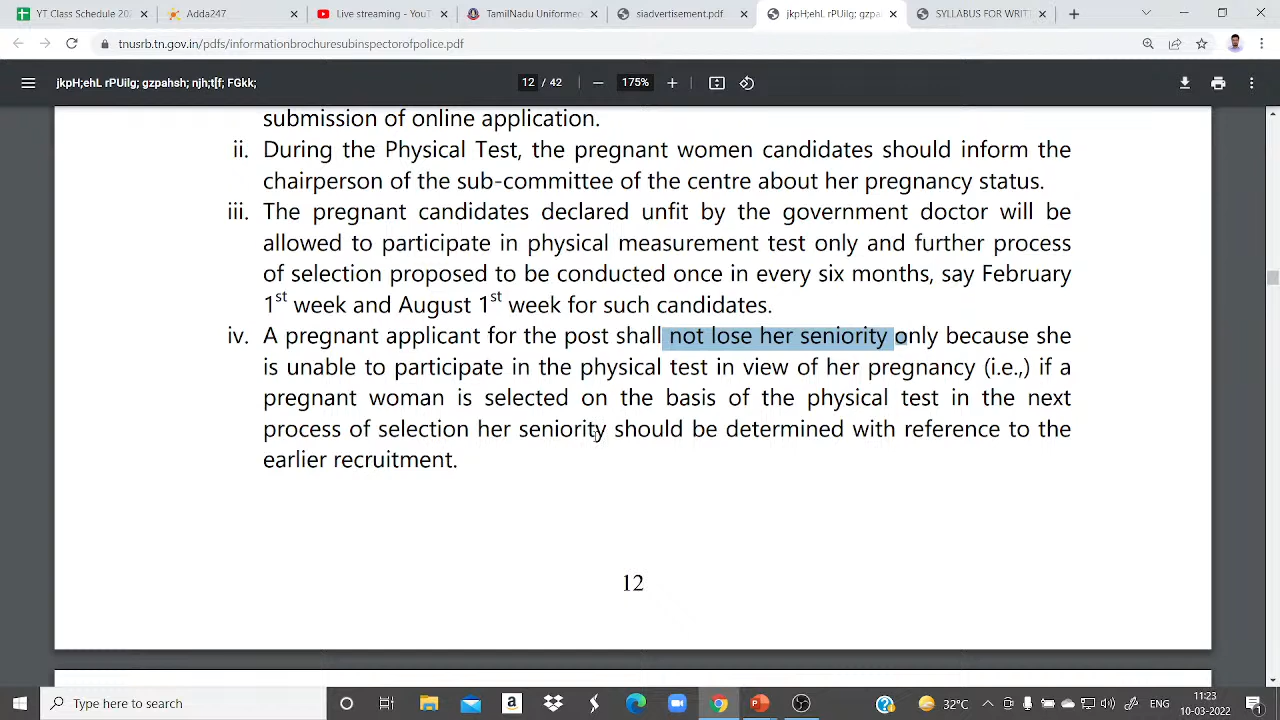 YT Class Schedule 202
Adda247
Live streaming - YouT
TamilNadu Uniformed
siadvertisement.pdf
jkpH;ehL rPUilg; gzpa
SYLLABUS FOR WRIT
tnusrb.tn.gov.in/pdfs/informationbrochuresubinspectorofpolice.pdf
jkpH;ehL rPUilg; gzpahsh; njh;t[f; FGkk;
12 / 42
175%
submission of online application.
ii. During the Physical Test, the pregnant women candidates should inform the
chairperson of the sub-committee of the centre about her pregnancy status.
iii. The pregnant candidates declared unfit by the government doctor will be
allowed to participate in physical measurement test only and further process
of selection proposed to be conducted once in every six months, say February
1st week and August 1st week for such candidates.
iv. A pregnant applicant for the post shall not lose her seniority only because she
is unable to participate in the physical test in view of her pregnancy (i.e.,) if a
pregnant woman is selected on the basis of the physical test in the next
process of selection her seniority should be determined with reference to the
earlier recruitment.
12
Type here to search
32°C
ENG
11:23
10-03-2022